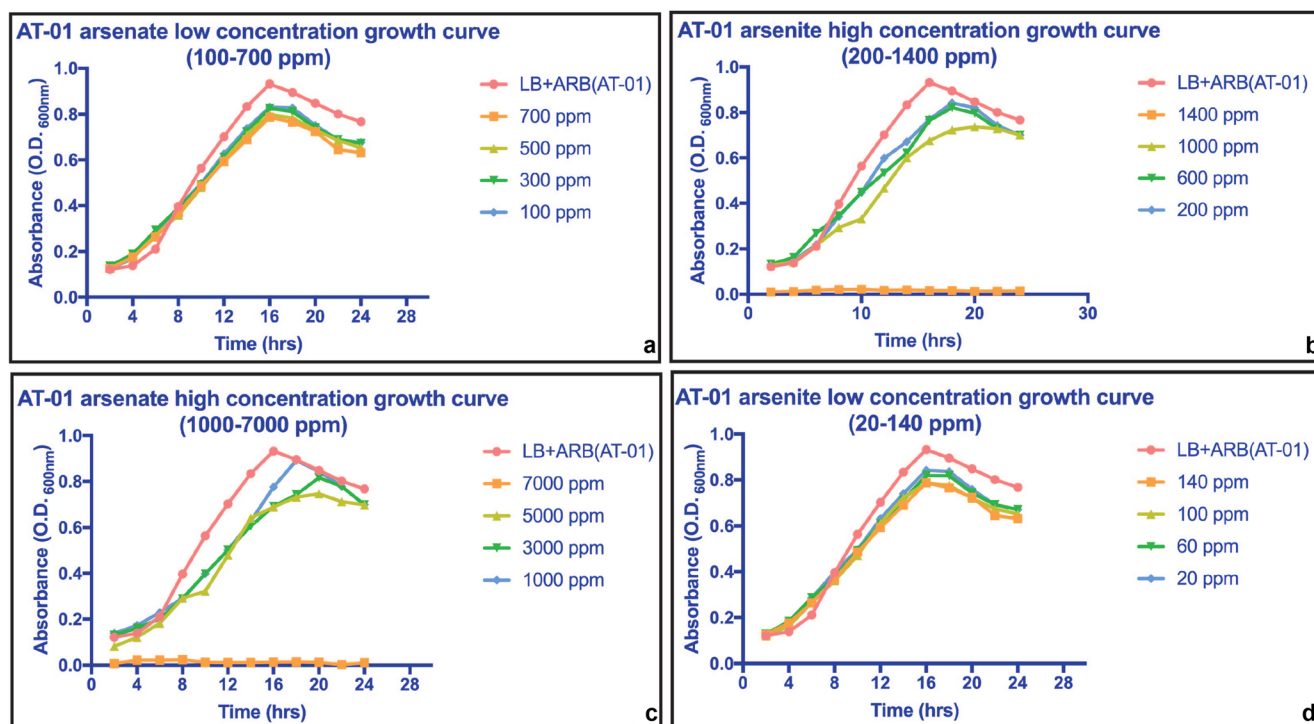 AT-01 arsenate low concentration growth curve
(100-700 ppm)
Absorbance (O.D. 600nm)
1.0
0.8
0.6
0.4
0.2
0.0
0 4 8 12 16 20 24 28
Time (hrs)
LB+ARB(AT-01)
700 ppm
500 ppm
300 ppm
100 ppm
a
AT-01 arsenite high concentration growth curve
(200-1400 ppm)
Absorbance (O.D. 600nm)
1.0
0.8
0.6
0.4
0.2
0.0
0 10 20 30
Time (hrs)
LB+ARB(AT-01)
1400 ppm
1000 ppm
600 ppm
200 ppm
b
AT-01 arsenate high concentration growth curve
(1000-7000 ppm)
Absorbance (O.D. 600nm)
1.0
0.8
0.6
0.4
0.2
0.0
0 4 8 12 16 20 24 28
Time (hrs)
LB+ARB(AT-01)
7000 ppm
5000 ppm
3000 ppm
1000 ppm
c
AT-01 arsenite low concentration growth curve
(20-140 ppm)
Absorbance (O.D. 600nm)
1.0
0.8
0.6
0.4
0.2
0.0
0 4 8 12 16 20 24 28
Time (hrs)
LB+ARB(AT-01)
140 ppm
100 ppm
60 ppm
20 ppm
d